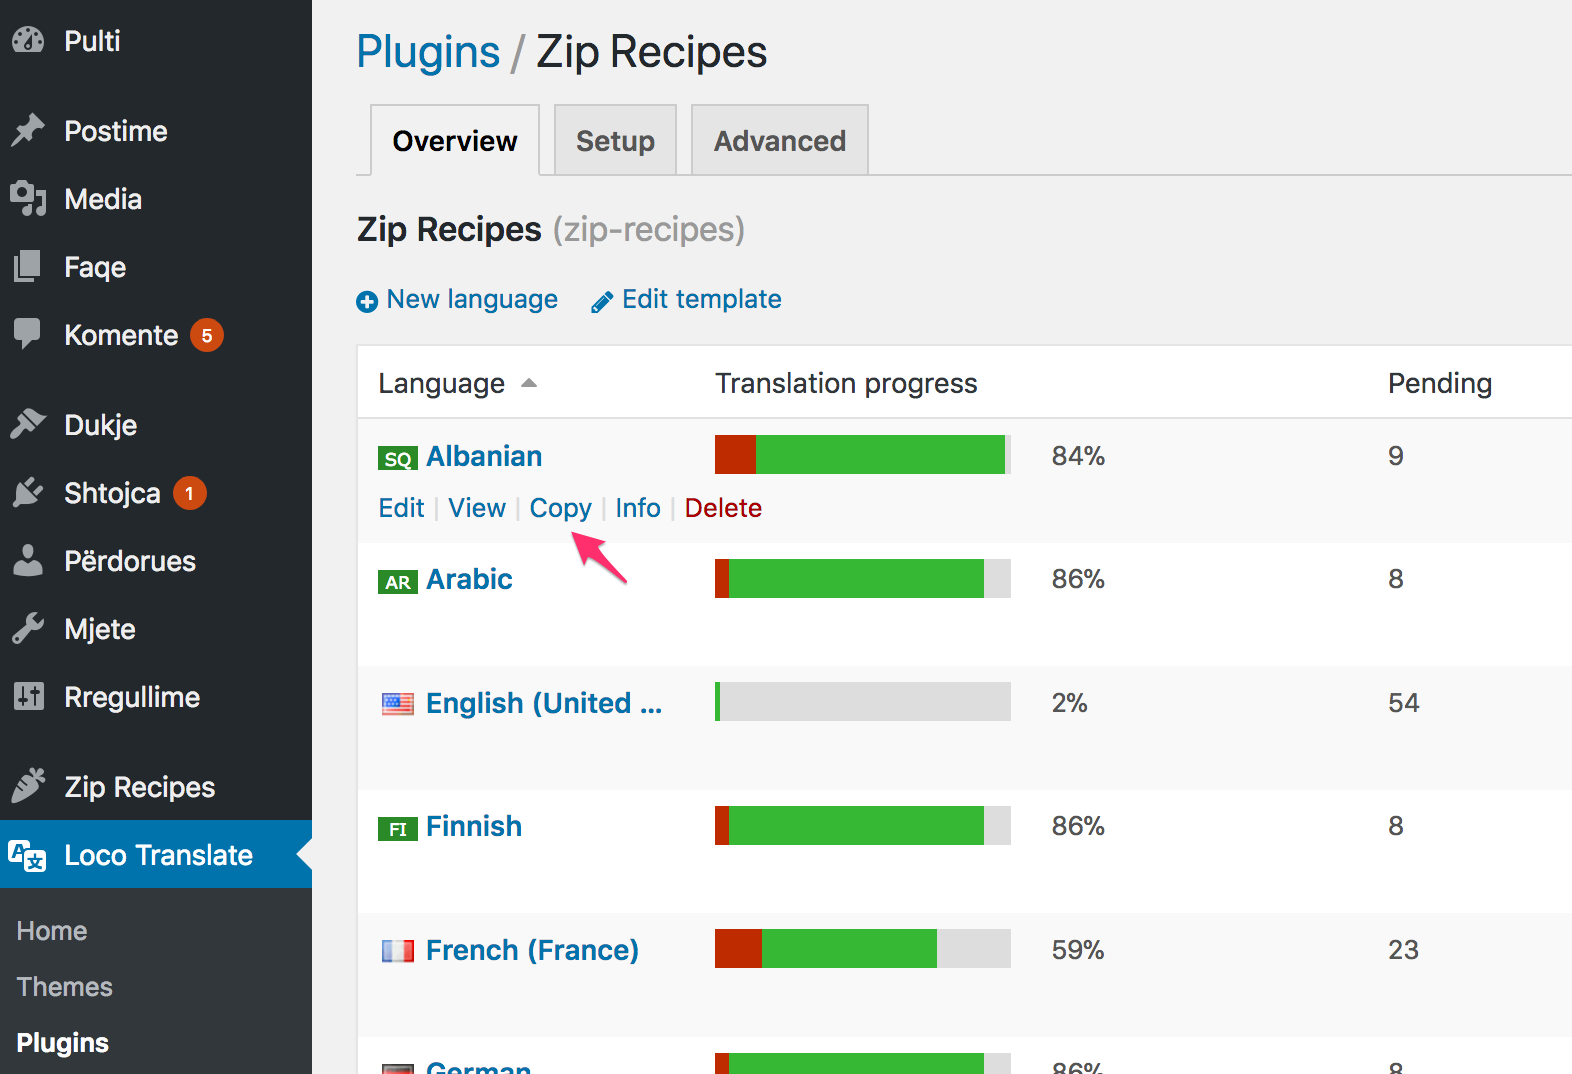 Pulti
Postime
Media
Faqe
Komente 5
Dukje
Shtojca 1
Përdorues
Mjete
Rregullime
Zip Recipes
Loco Translate
Home
Themes
Plugins
Plugins / Zip Recipes
Overview Setup Advanced
Zip Recipes (zip-recipes)
New language Edit template
Language Translation progress Pending
SQ Albanian 84% 9
Edit | View | Copy | Info | Delete
AR Arabic 86% 8
English (United ... 2% 54
FI Finnish 86% 8
French (France) 59% 23
German 86% 8